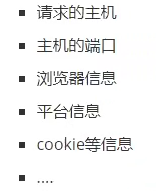 ▪ 请求的主机
▪ 主机的端口
▪ 浏览器信息
▪ 平台信息
▪ cookie等信息
▪ ....